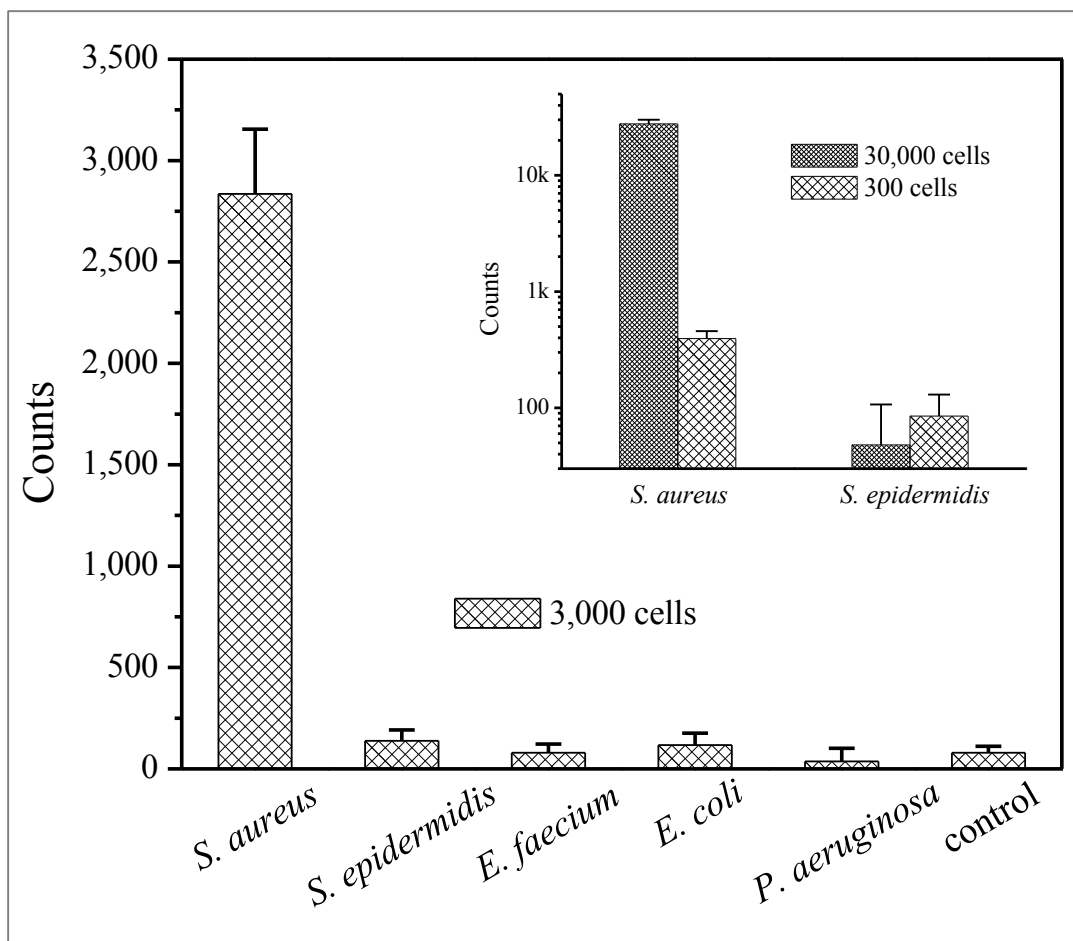 3,500
3,000
2,500
2,000
1,500
1,000
500
0
Counts
10k
1k
100
Counts
30,000 cells
300 cells
S. aureus
S. epidermidis
3,000 cells
S. aureus
S. epidermidis
E. faecium
E. coli
P. aeruginosa
control